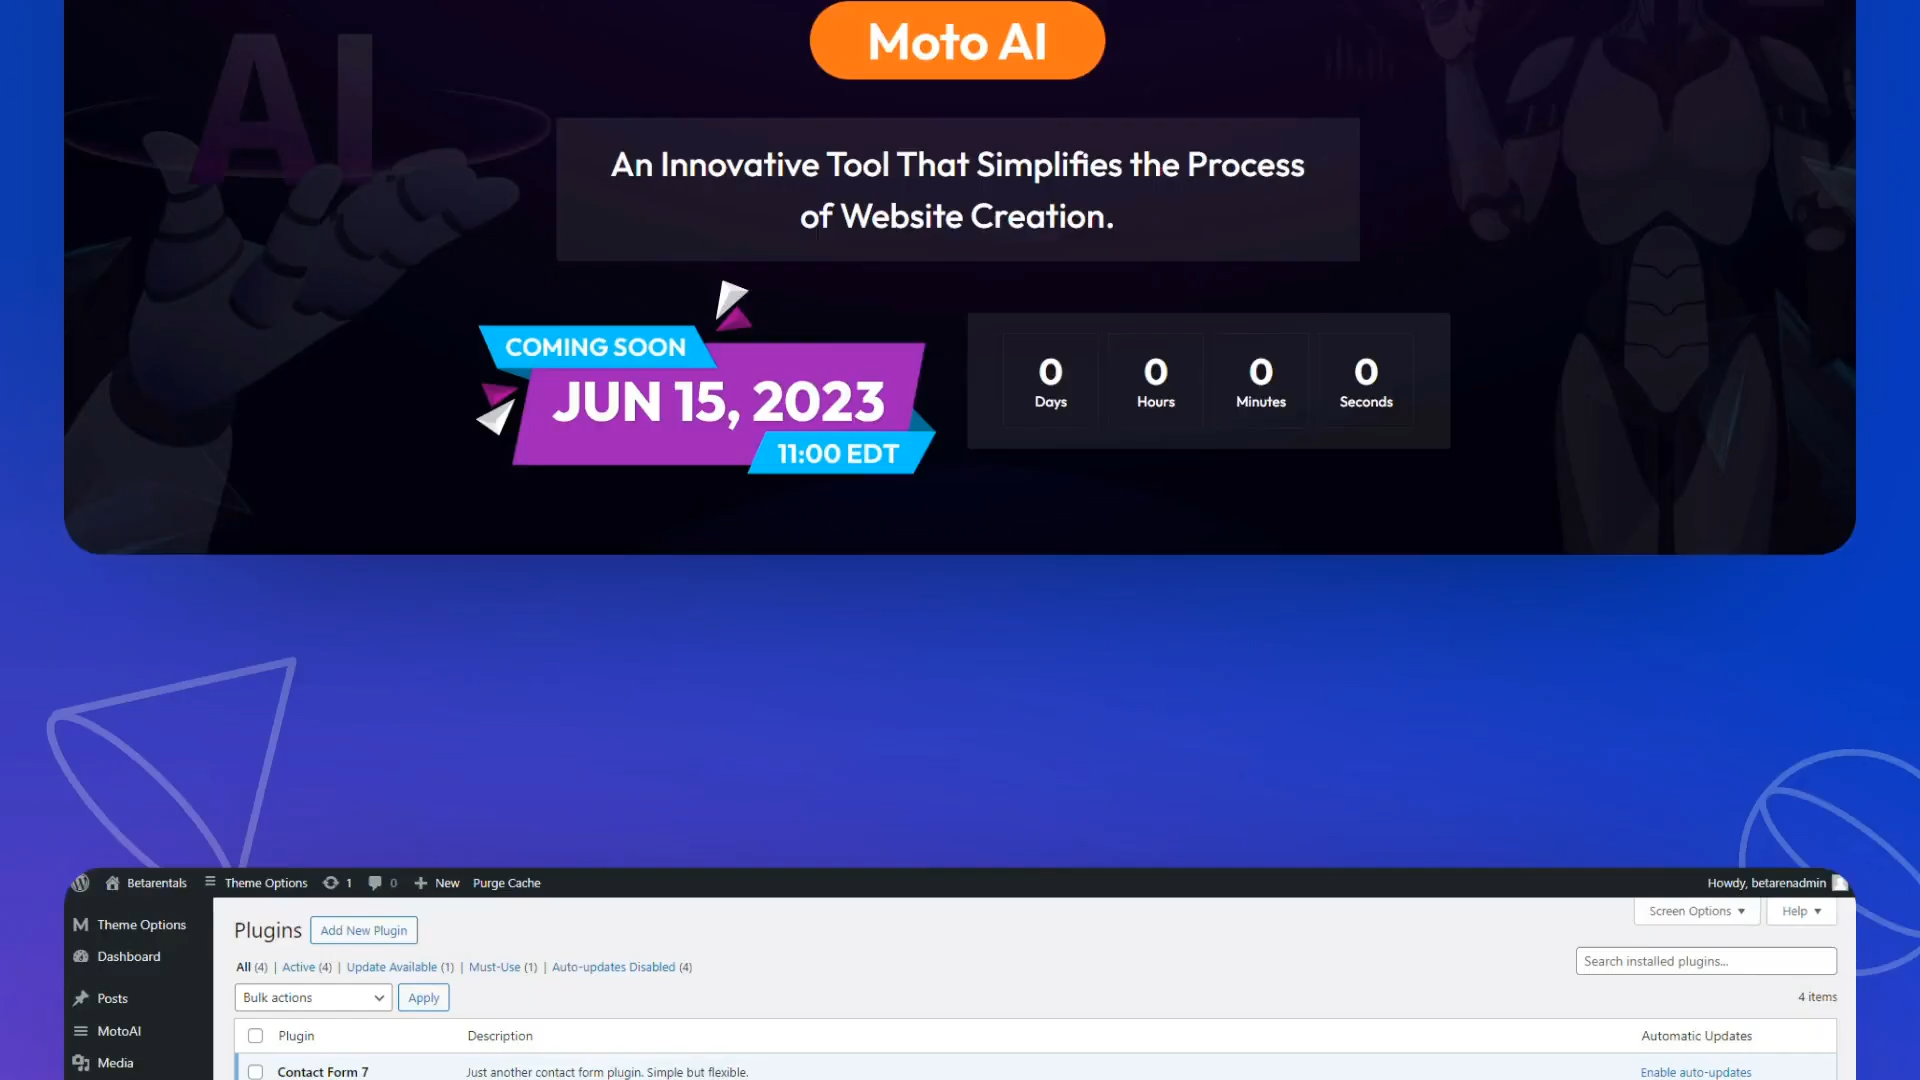 AI
Moto AI
An Innovative Tool That Simplifies the Process
of Website Creation.
COMING SOON
JUN 15, 2023
11:00 EDT
0 0 0 0
Days Hours Minutes Seconds
Betarentals Theme Options 1 0 New Purge Cache Howdy, betarenadmin
Theme Options
Dashboard
Posts
MotoAI
Media
Screen Options Help
Plugins Add New Plugin
All (4) | Active (4) | Update Available (1) | Must-Use (1) | Auto-updates Disabled (4)
Search installed plugins...
Bulk actions Apply
4 items
Plugin Description Automatic Updates
Contact Form 7 Just another contact form plugin. Simple but flexible. Enable auto-updates